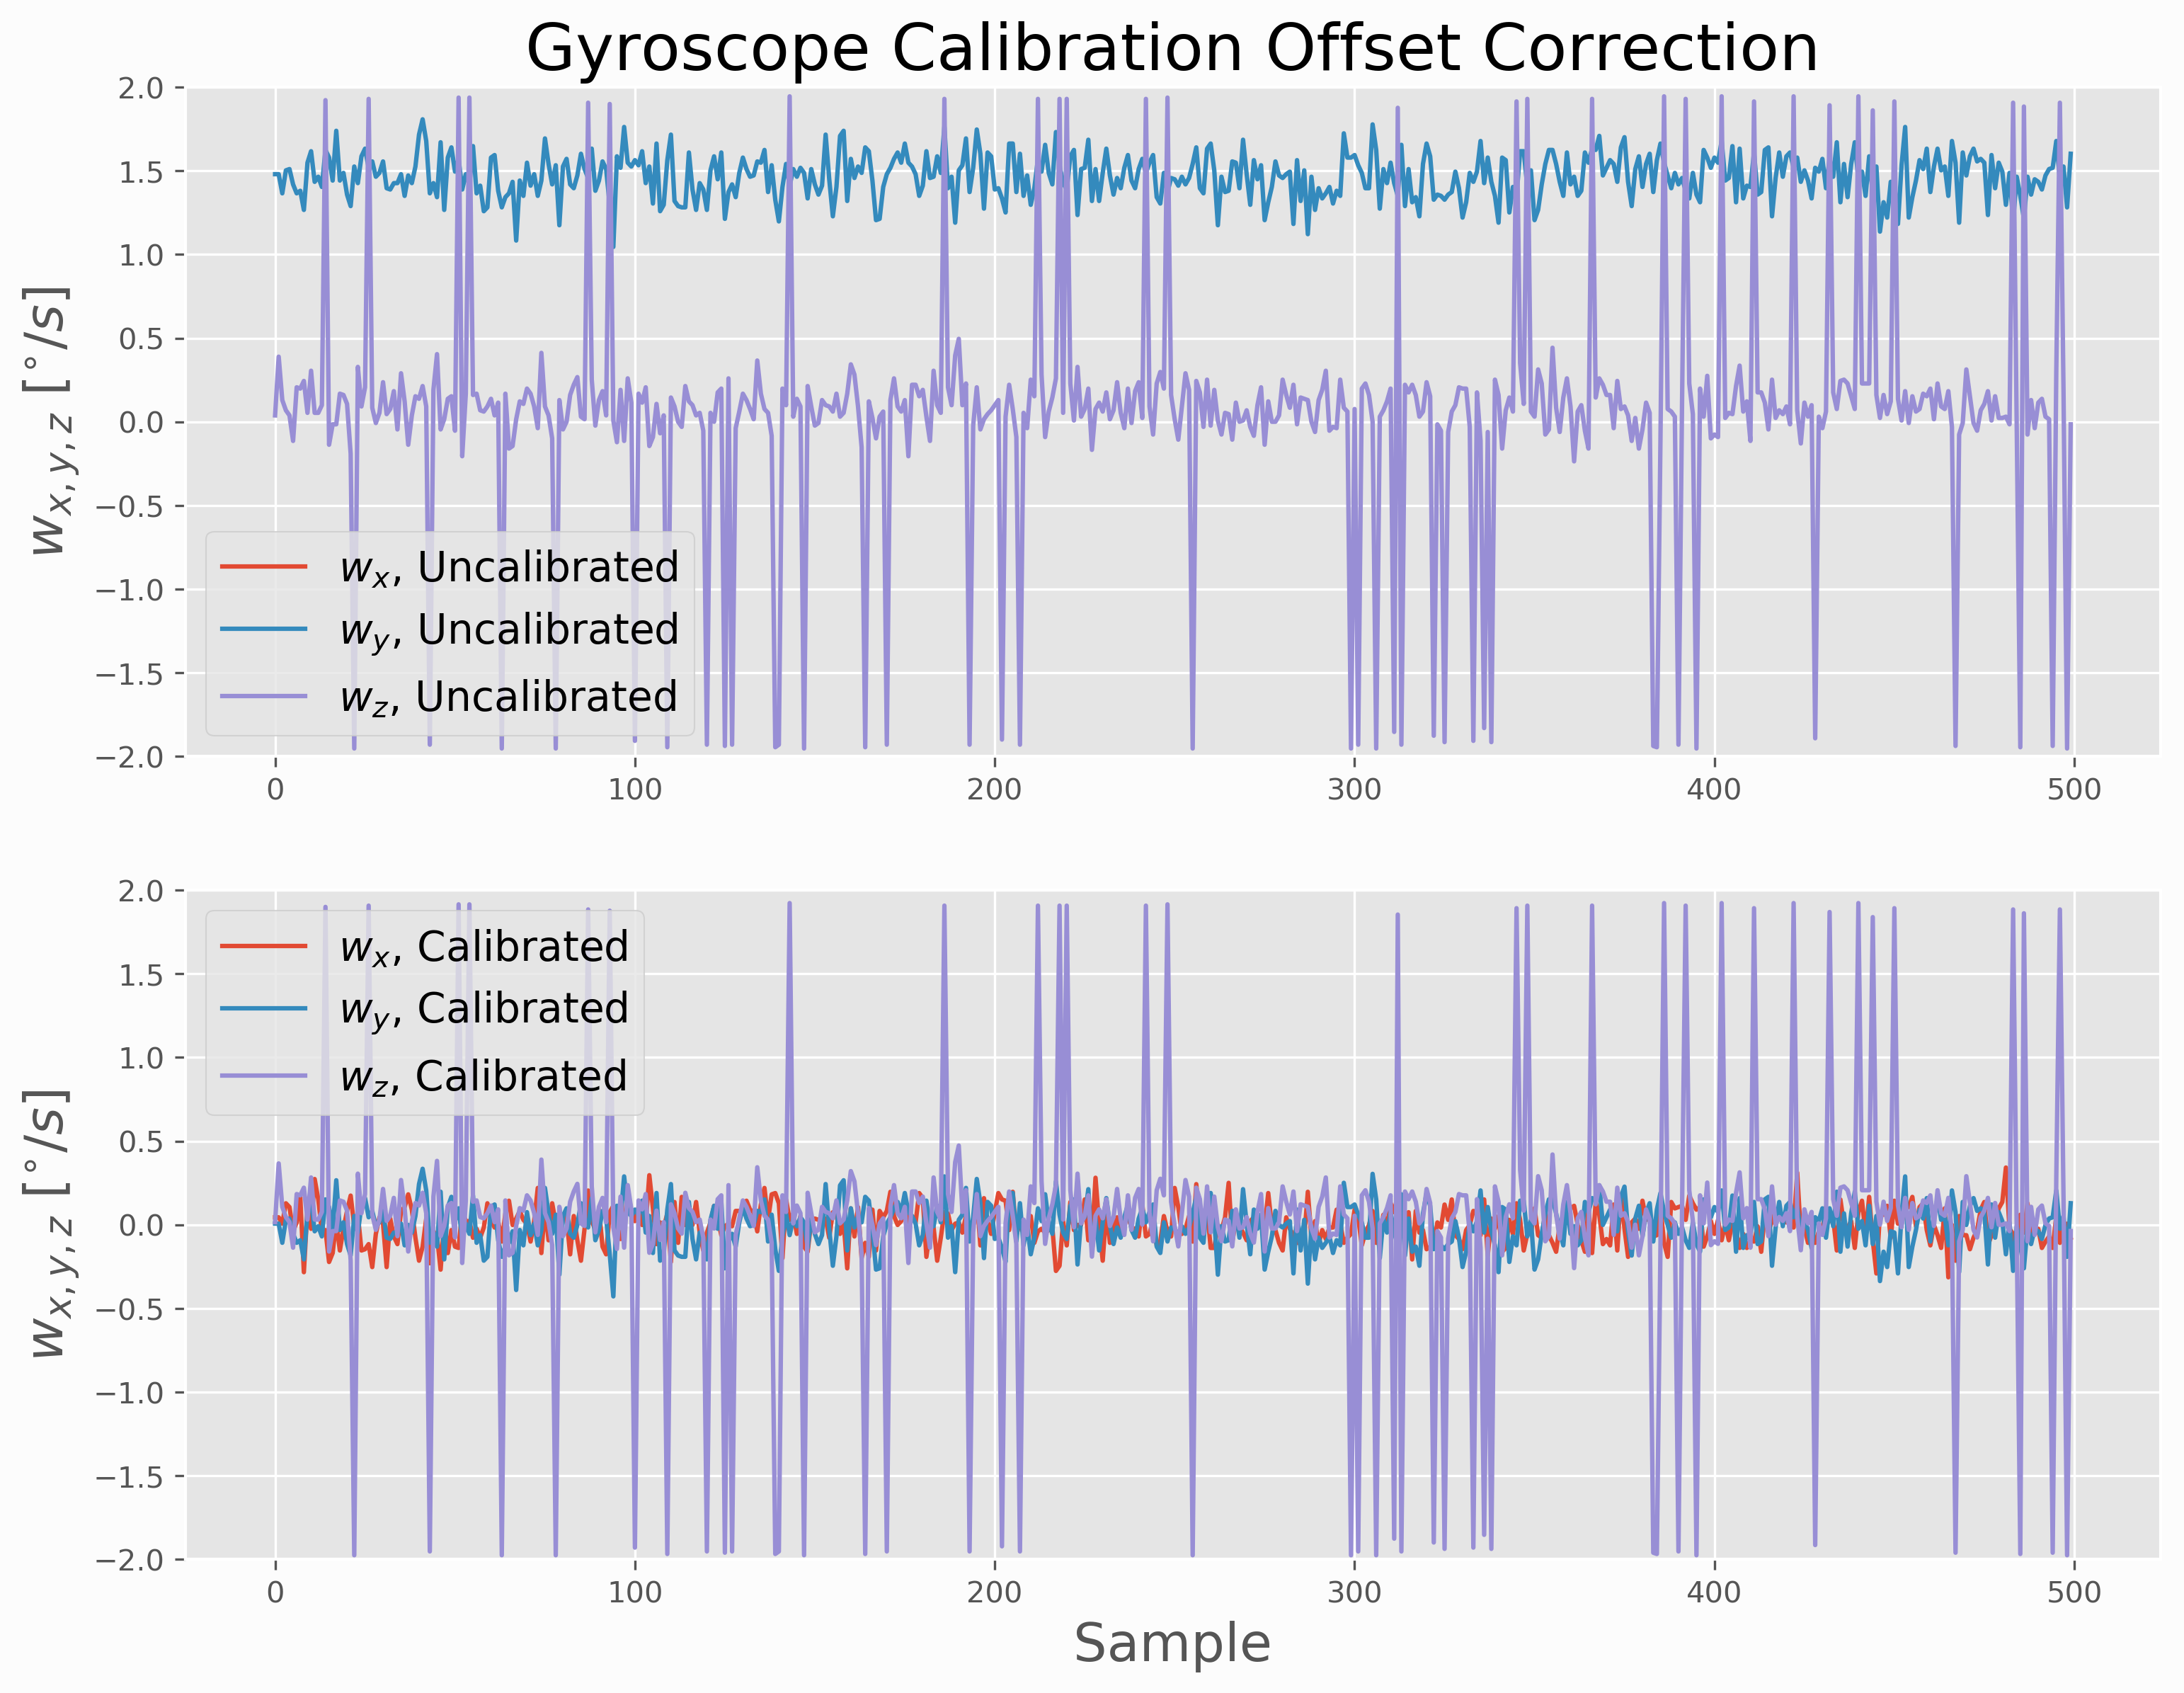 Gyroscope Calibration Offset Correction
2.0
1.5
1.0
0.5
0.0
−0.5
−1.0
−1.5
−2.0
w_{x,y,z} [°/s]
w_x, Uncalibrated
w_y, Uncalibrated
w_z, Uncalibrated
0 100 200 300 400 500
2.0
1.5
1.0
0.5
0.0
−0.5
−1.0
−1.5
−2.0
w_{x,y,z} [°/s]
w_x, Calibrated
w_y, Calibrated
w_z, Calibrated
0 100 200 300 400 500
Sample